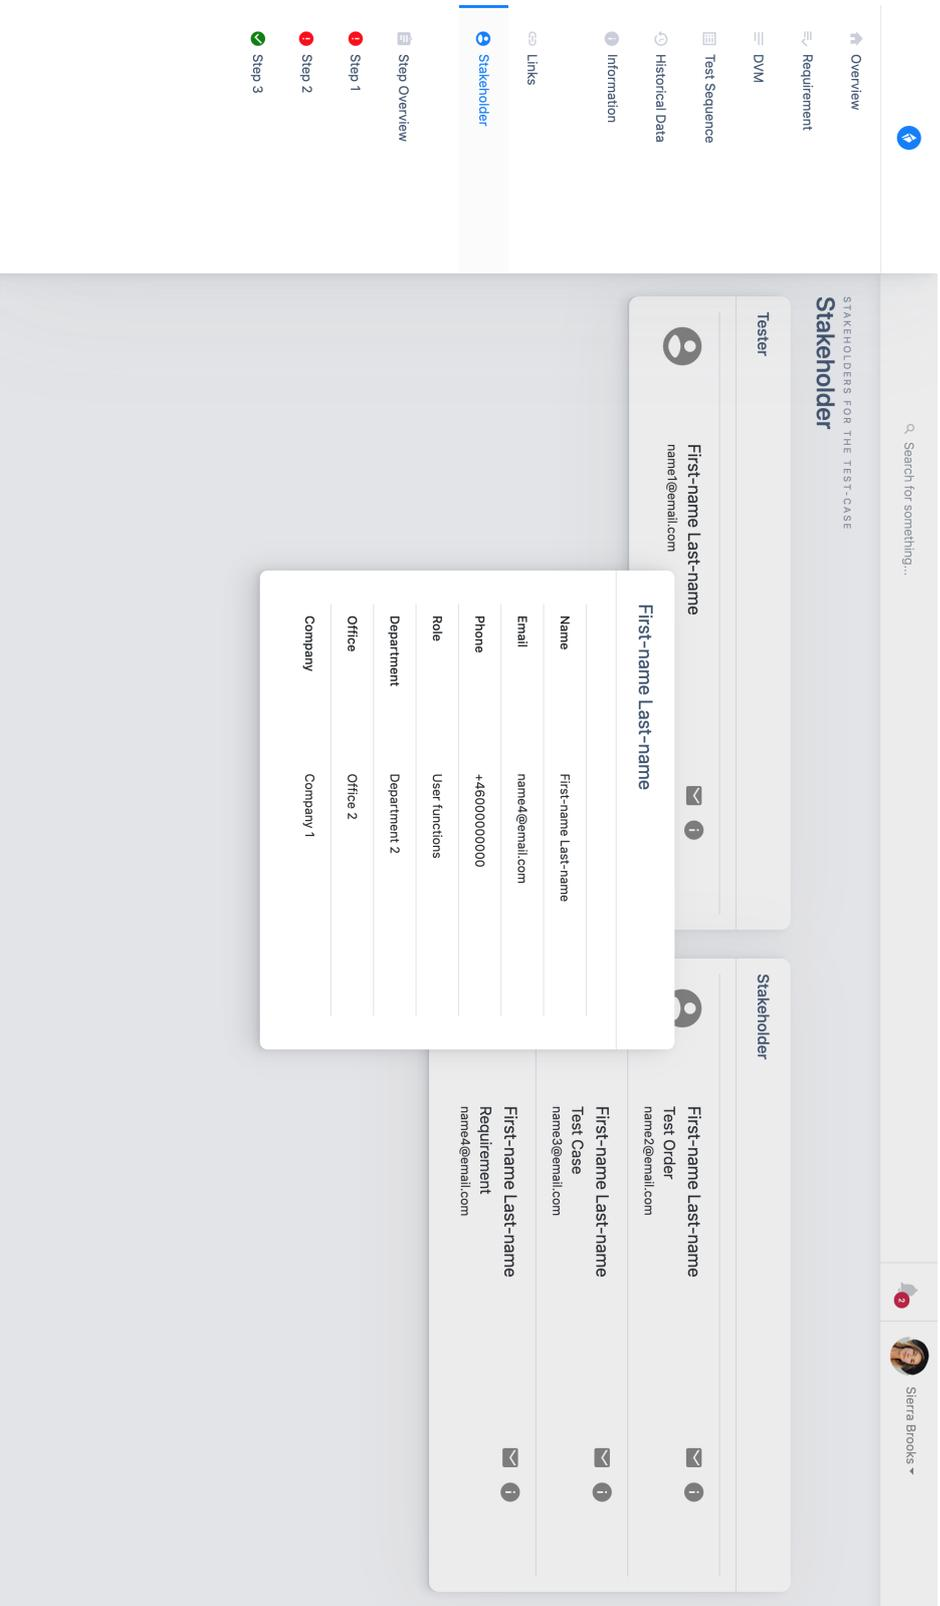 Search for something...
2
Sierra Brooks
Overview
Requirement
DVM
Test Sequence
Historical Data
Information
Links
Stakeholder
Step Overview
Step 1
Step 2
Step 3
STAKEHOLDERS FOR THE TEST-CASE
Stakeholder
Tester
First-name Last-name
name1@email.com
Stakeholder
First-name Last-name
Test Order
name2@email.com
First-name Last-name
Test Case
name3@email.com
First-name Last-name
Requirement
name4@email.com
First-name Last-name
Name First-name Last-name
Email name4@email.com
Phone +46000000000
Role User functions
Department Department 2
Office Office 2
Company Company 1